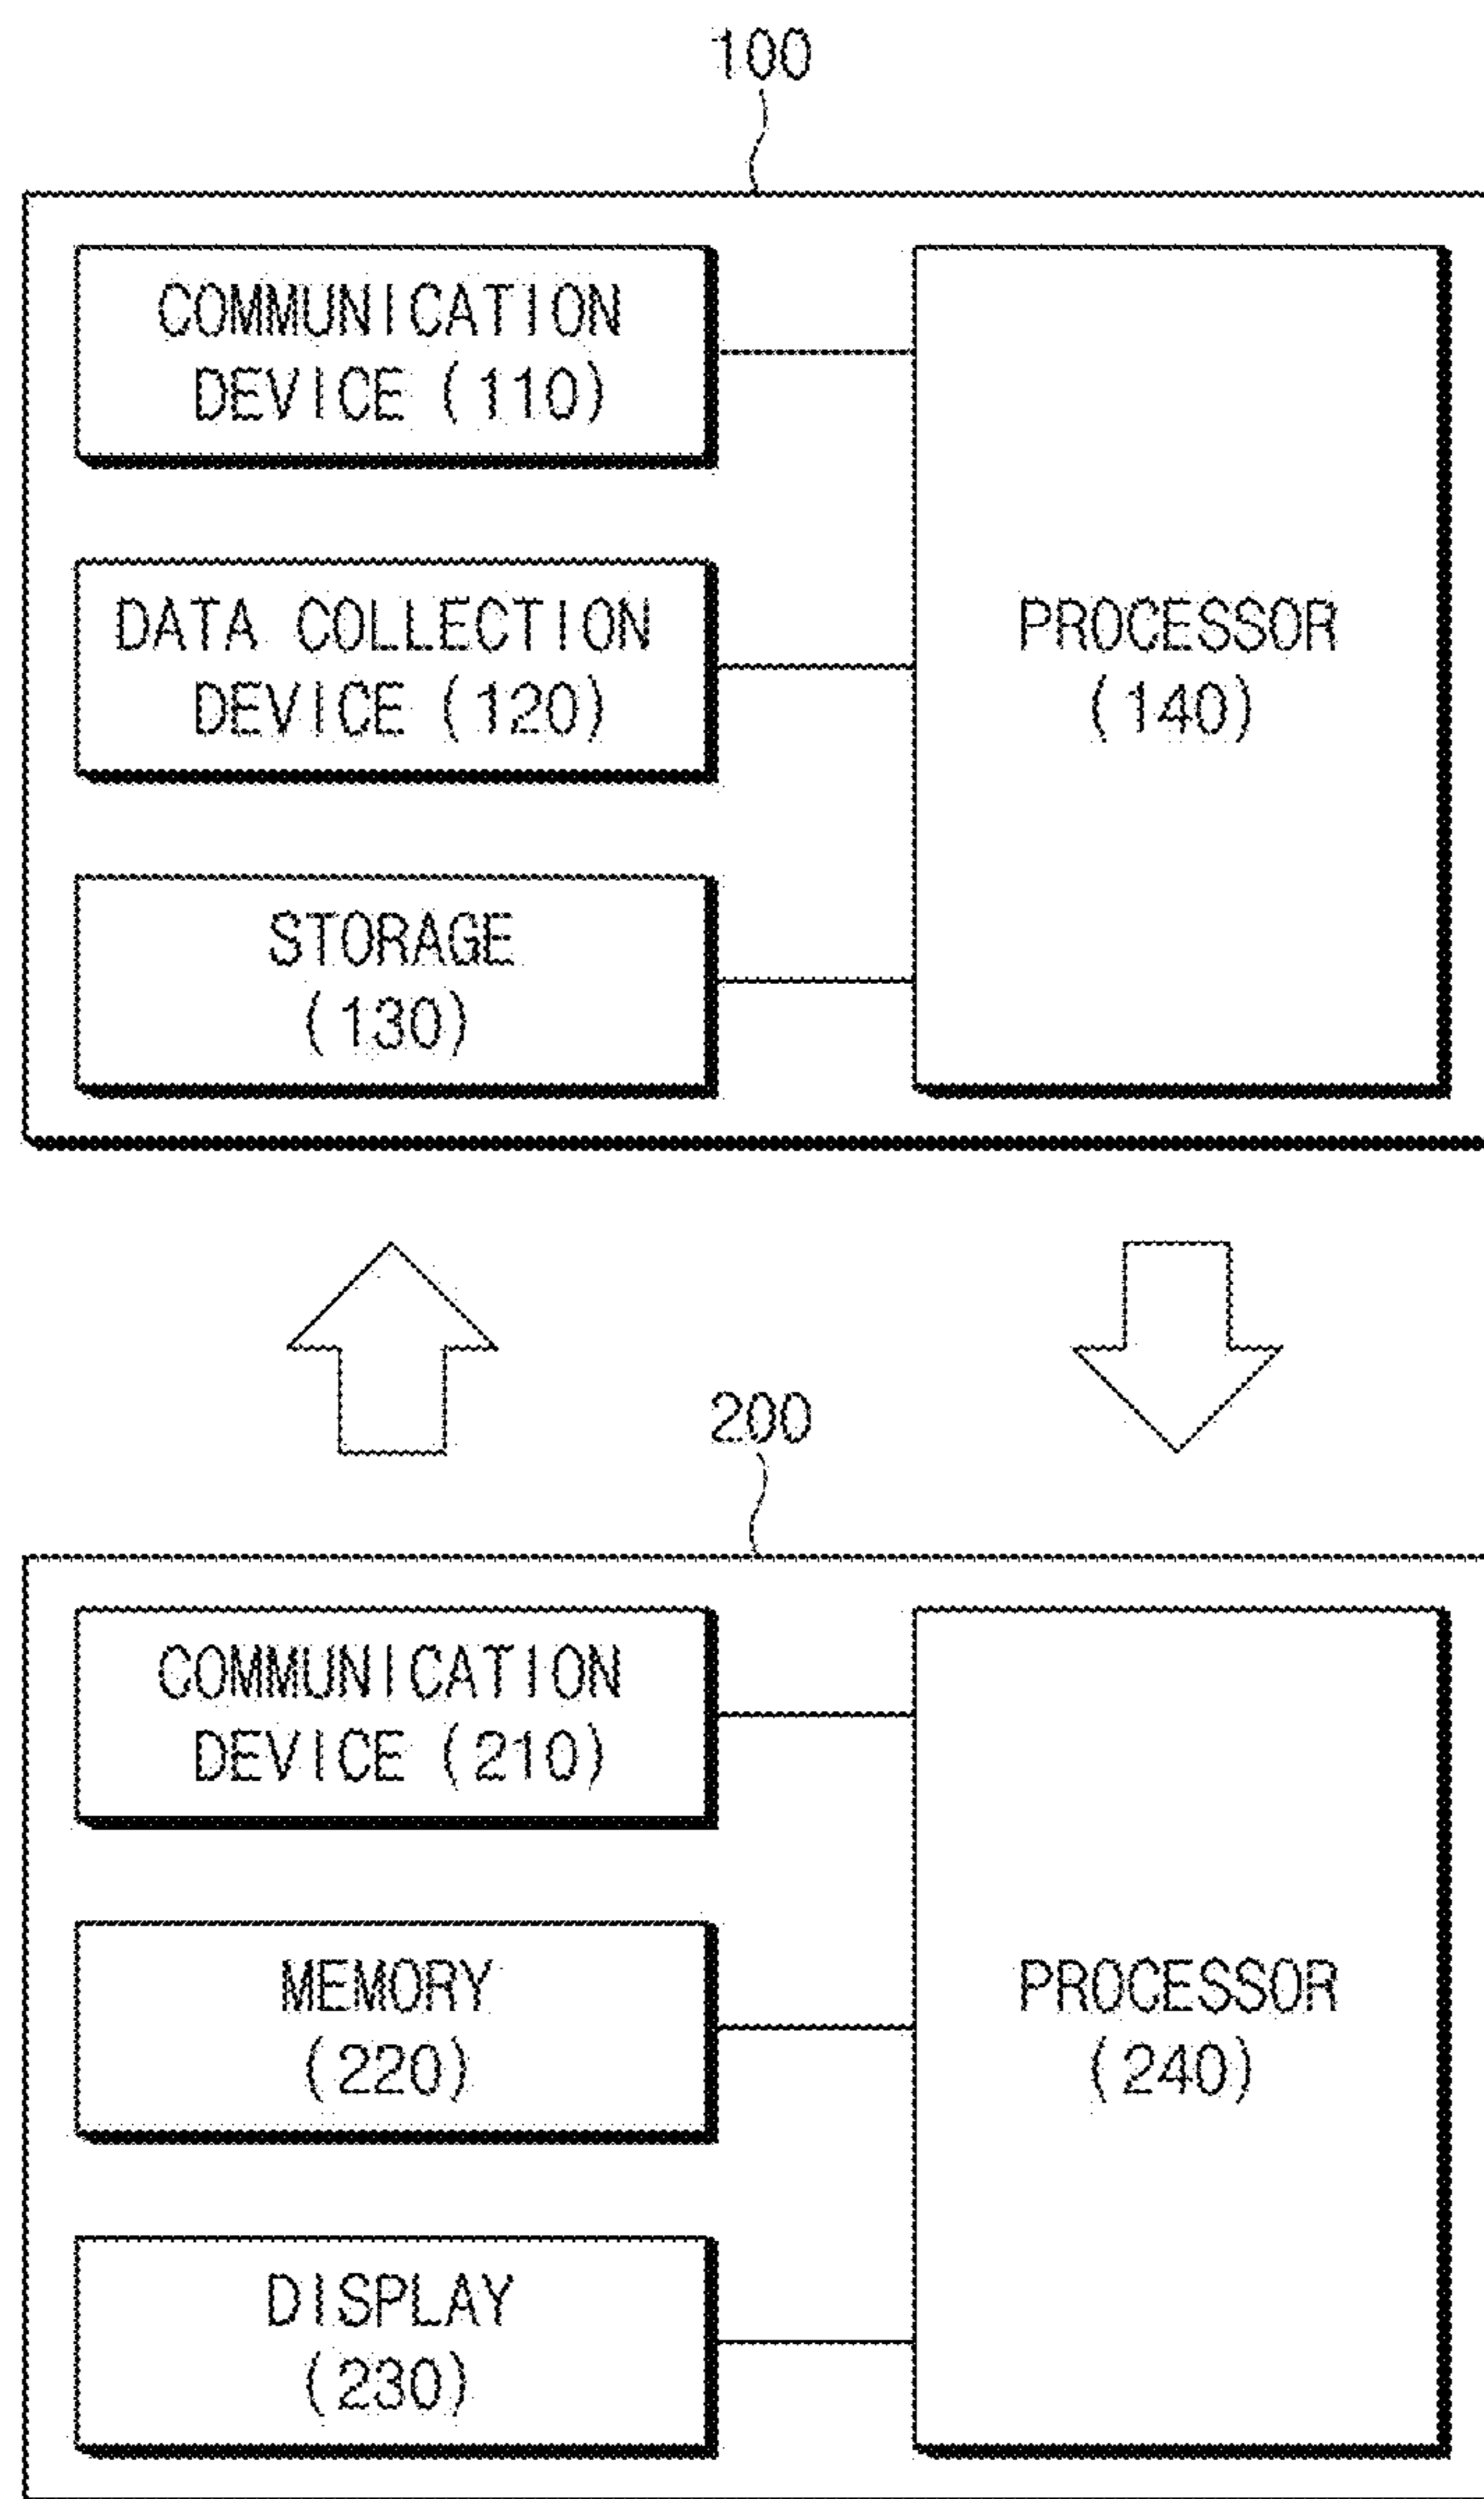 100
COMMUNICATION
DEVICE (110)
DATA COLLECTION
DEVICE (120)
STORAGE
(130)
PROCESSOR
(140)
200
COMMUNICATION
DEVICE (210)
MEMORY
(220)
DISPLAY
(230)
PROCESSOR
(240)